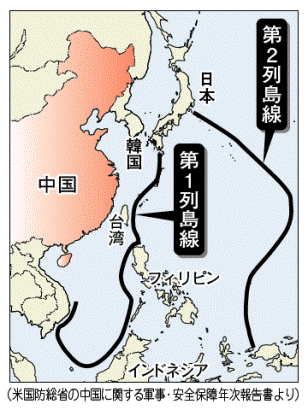 第2列島線
日本
韓国
第1列島線
中国
台湾
フィリピン
インドネシア
(米国防総省の中国に関する軍事・安全保障年次報告書より)